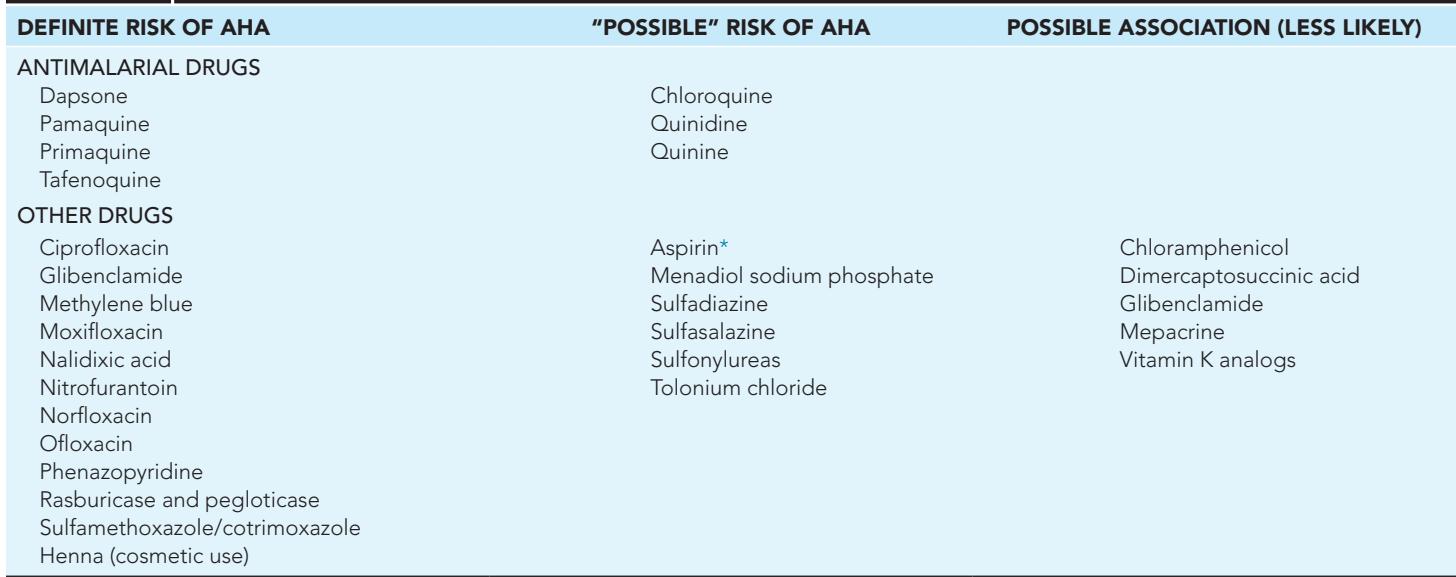 DEFINITE RISK OF AHA “POSSIBLE” RISK OF AHA POSSIBLE ASSOCIATION (LESS LIKELY)
ANTIMALARIAL DRUGS
Dapsone Chloroquine
Pamaquine Quinidine
Primaquine Quinine
Tafenoquine
OTHER DRUGS
Ciprofloxacin Aspirin* Chloramphenicol
Glibenclamide Menadiol sodium phosphate Dimercaptosuccinic acid
Methylene blue Sulfadiazine Glibenclamide
Moxifloxacin Sulfasalazine Mepacrine
Nalidixic acid Sulfonylureas Vitamin K analogs
Nitrofurantoin Tolonium chloride
Norfloxacin
Ofloxacin
Phenazopyridine
Rasburicase and pegloticase
Sulfamethoxazole/cotrimoxazole
Henna (cosmetic use)